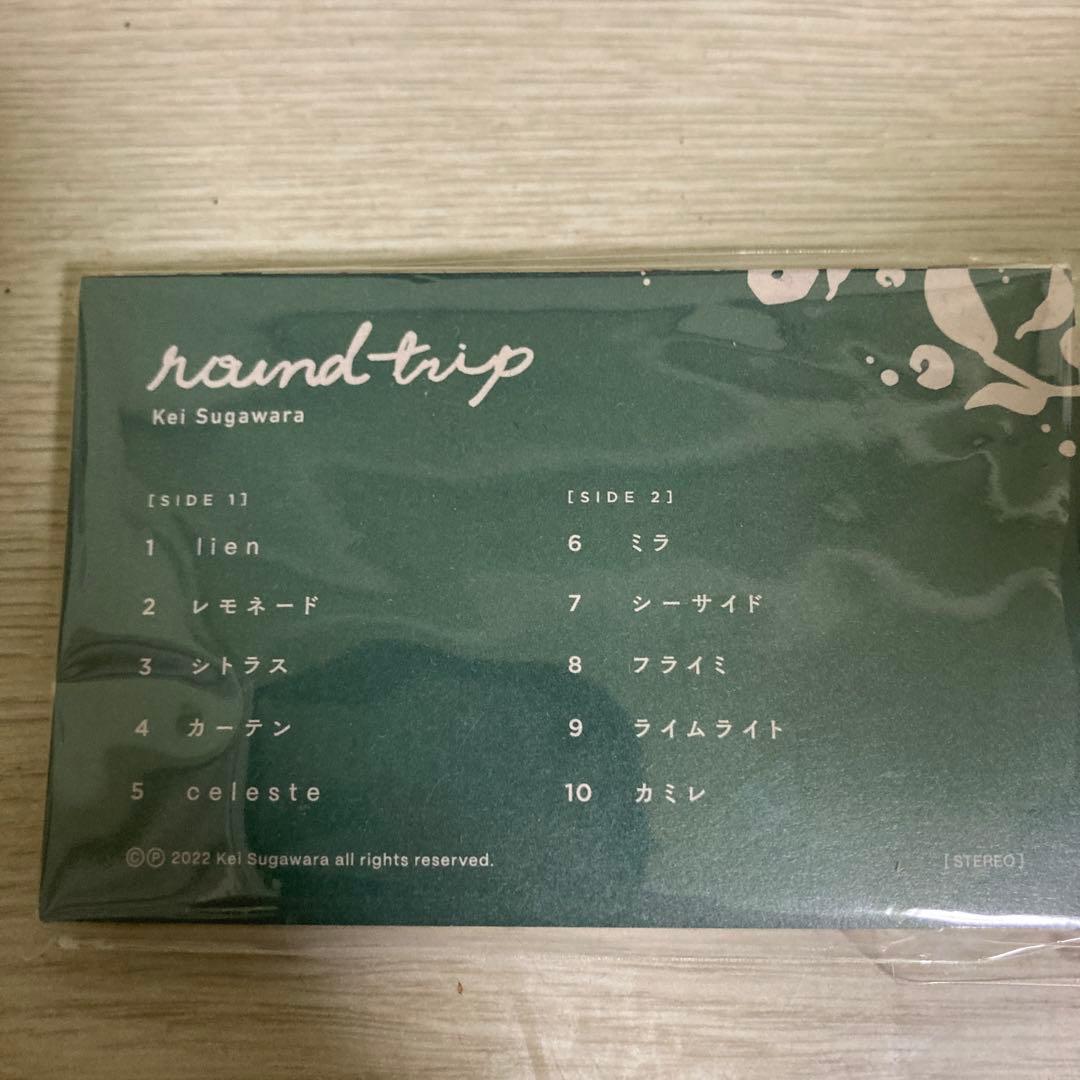 round trip
Kei Sugawara
[SIDE 1]
1 lien
2 レモネード
3 シトラス
4 カーテン
5 celeste
[SIDE 2]
6 ミラ
7 シーサイド
8 フライミ
9 ライムライト
10 カミレ
©℗ 2022 Kei Sugawara all rights reserved.
[STEREO]